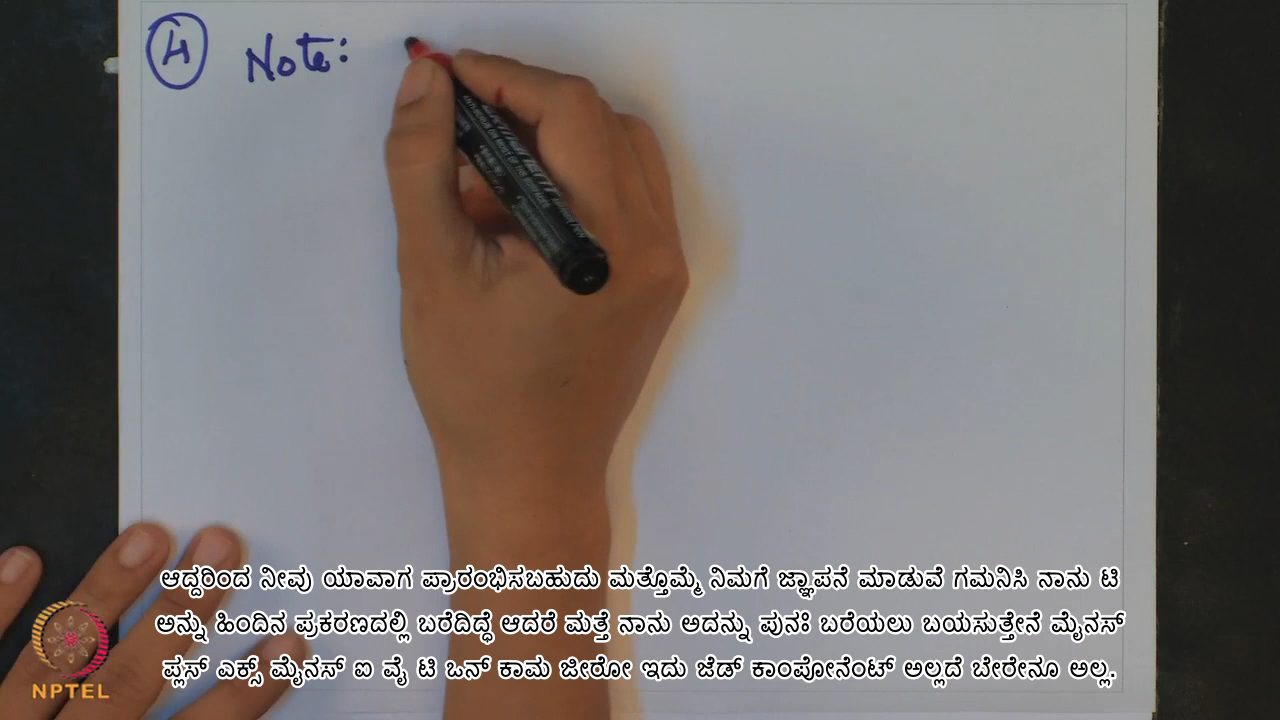 4 Note:
ಆದ್ದರಿಂದ ನೀವು ಯಾವಾಗ ಪ್ರಾರಂಭಿಸಬಹುದು ಮತ್ತೊಮ್ಮೆ ನಿಮಗೆ ಜ್ಞಾಪನೆ ಮಾಡುವೆ ಗಮನಿಸಿ ನಾನು ಟಿ
ಅನ್ನು ಹಿಂದಿನ ಪ್ರಕರಣದಲ್ಲಿ ಬರೆದಿದ್ದೆ ಆದರೆ ಮತ್ತೆ ನಾನು ಅದನ್ನು ಪುನಃ ಬರೆಯಲು ಬಯಸುತ್ತೇನೆ ಮೈನಸ್
ಪ್ಲಸ್ ಎಕ್ಸ್ ಮೈನಸ್ ಐ ವೈ ಟಿ ಒನ್ ಕಾಮ ಜೀರೋ ಇದು ಜೆಡ್ ಕಾಂಪೋನೆಂಟ್ ಅಲ್ಲದೆ ಬೇರೇನೂ ಅಲ್ಲ.
NPTEL